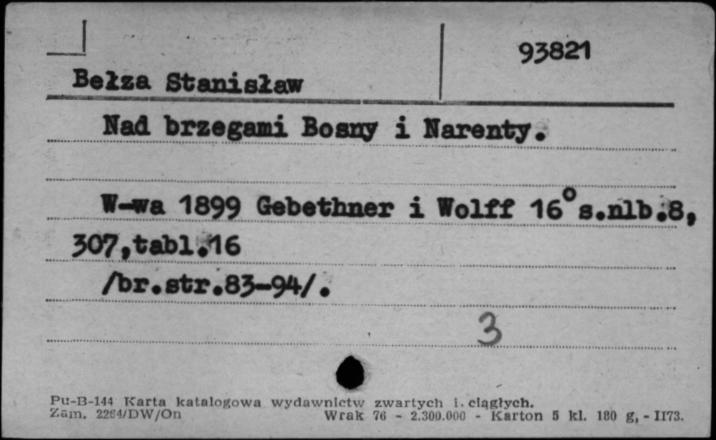 93821
Bełza Stanisław
Nad brzegami Bosny i Narenty.
W-wa 1899 Gebethner i Wolff 16° s.nlb.8,
307,tabl.16
/br.str.83-94/.
3
Pu-B-144 Karta katalogowa wydawnictw zwartych i ciągłych.
Zam. 2264/DW/On Wrak 76 - 2.300.000 - Karton 5 kl. 180 g, - II73.